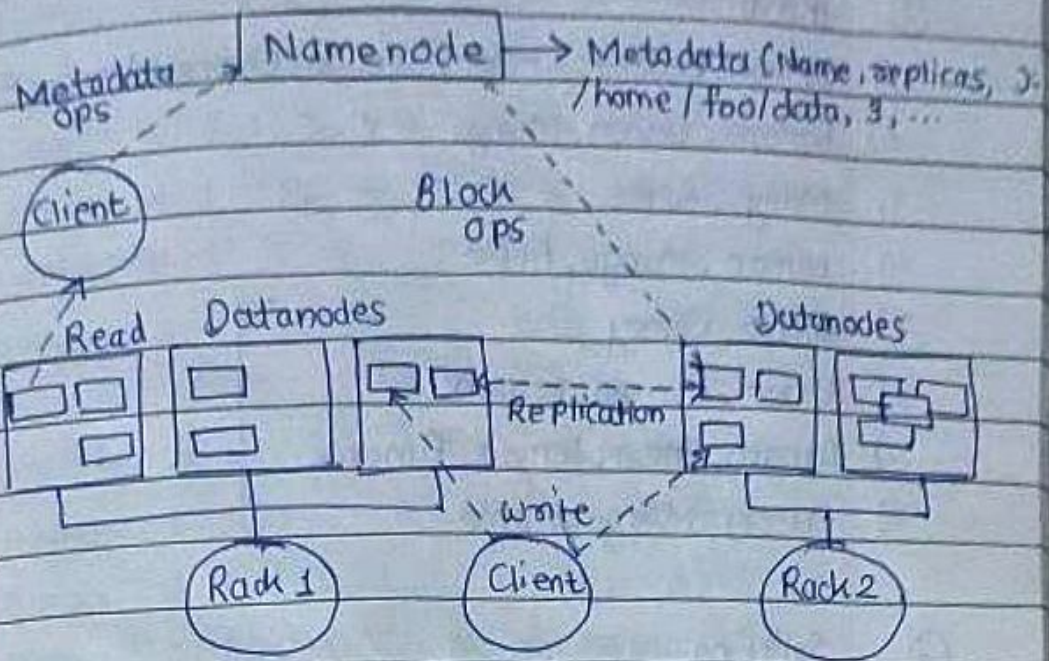 Namenode
Metadata (Name, replicas, ).
/home/foo/data, 3, ...
Metadata
ops
Client
Block
ops
Read
Datanodes
Datanodes
Replication
write
Rack 1
Client
Rack 2